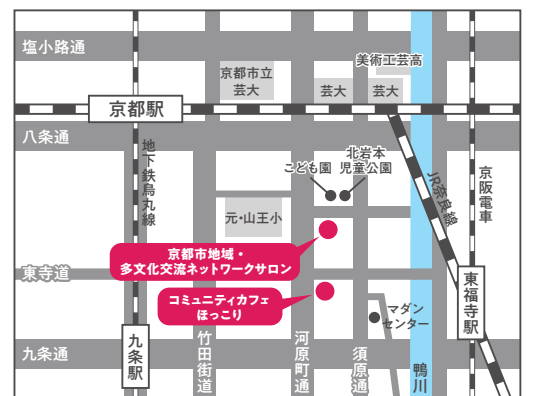 塩小路通
美術工芸高
京都市立
芸大
芸大
芸大
京都駅
八条通
地下鉄烏丸線
北岩本
児童公園
こども園
JR奈良線
京阪電車
元・山王小
京都市地域・
多文化交流ネットワークサロン
東寺道
コミュニティカフェ
ほっこり
マダン
センター
東福寺駅
九条駅
九条通
竹田街道
河原町通
須原通
鴨川